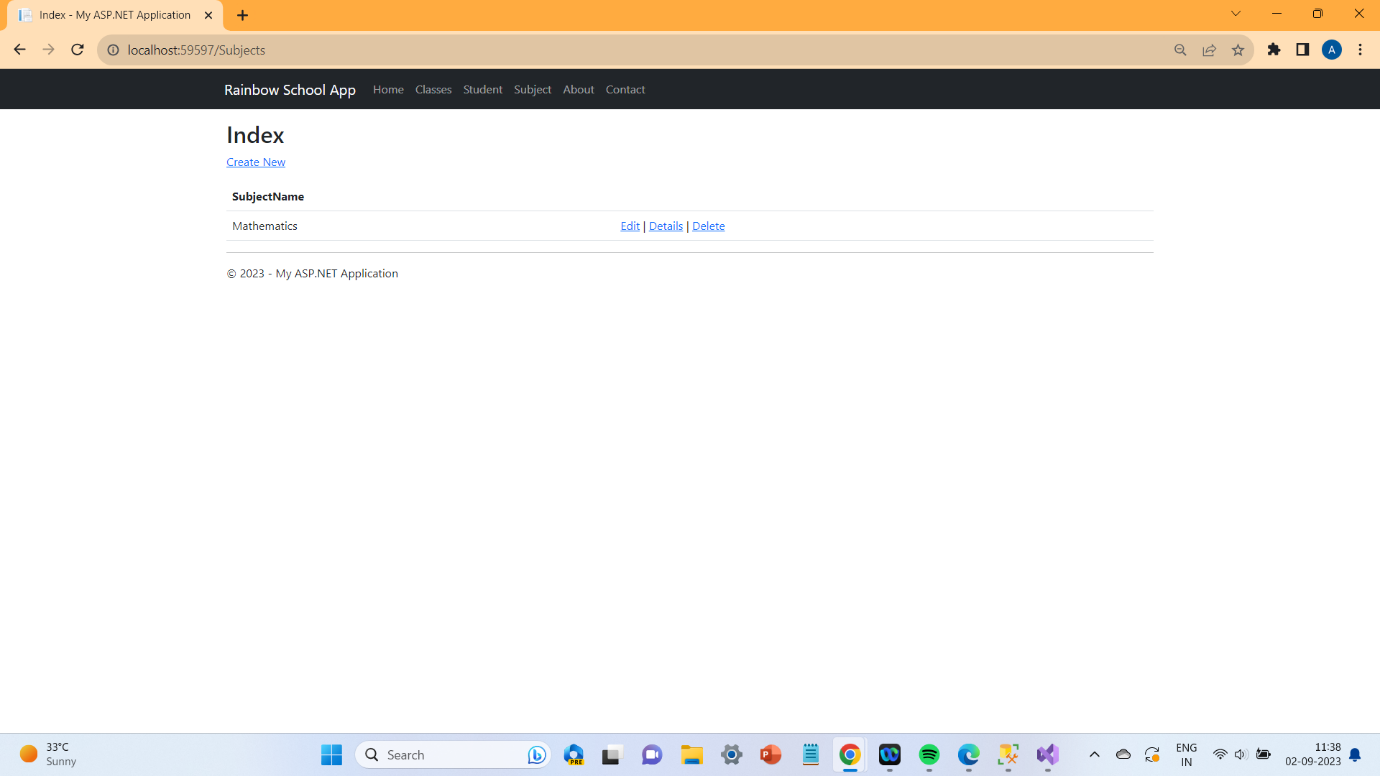 Index - My ASP.NET Application
localhost:59597/Subjects
A
Rainbow School App Home Classes Student Subject About Contact
Index
Create New
SubjectName
Mathematics Edit | Details | Delete
© 2023 - My ASP.NET Application
33°C
Sunny
Search
PRE
ENG
IN
11:38
02-09-2023